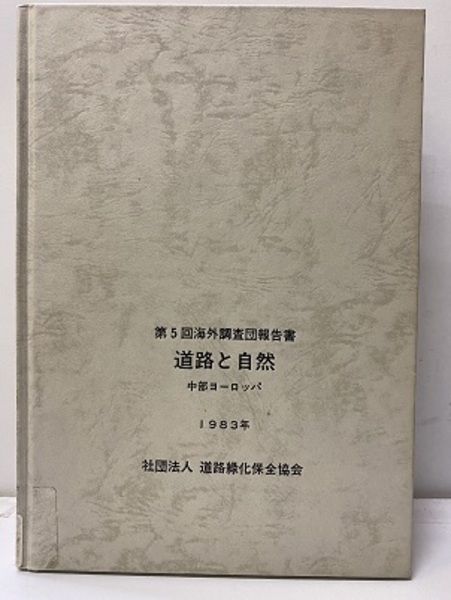 第5回海外調査団報告書
道路と自然
中部ヨーロッパ
1983年
社団法人 道路緑化保全協会